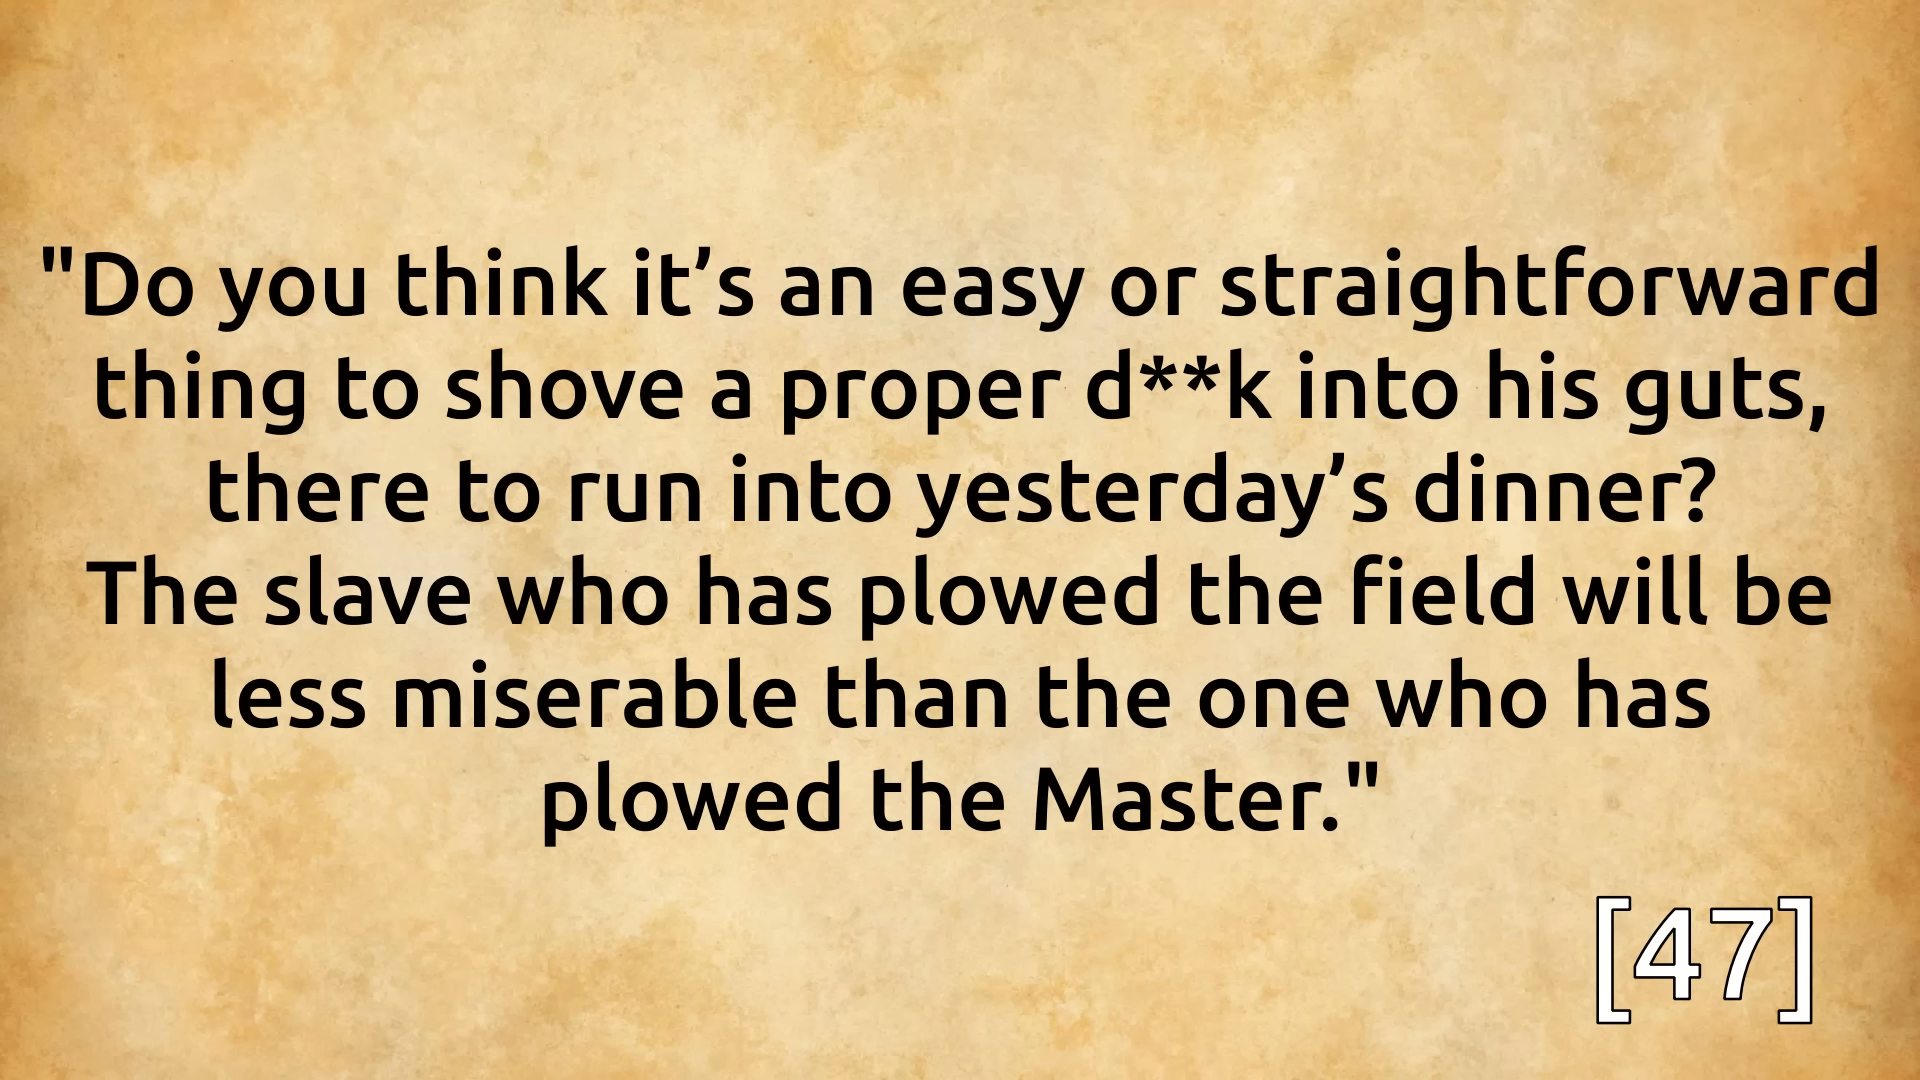 "Do you think it’s an easy or straightforward
thing to shove a proper d**k into his guts,
there to run into yesterday’s dinner?
The slave who has plowed the field will be
less miserable than the one who has
plowed the Master."
[47]